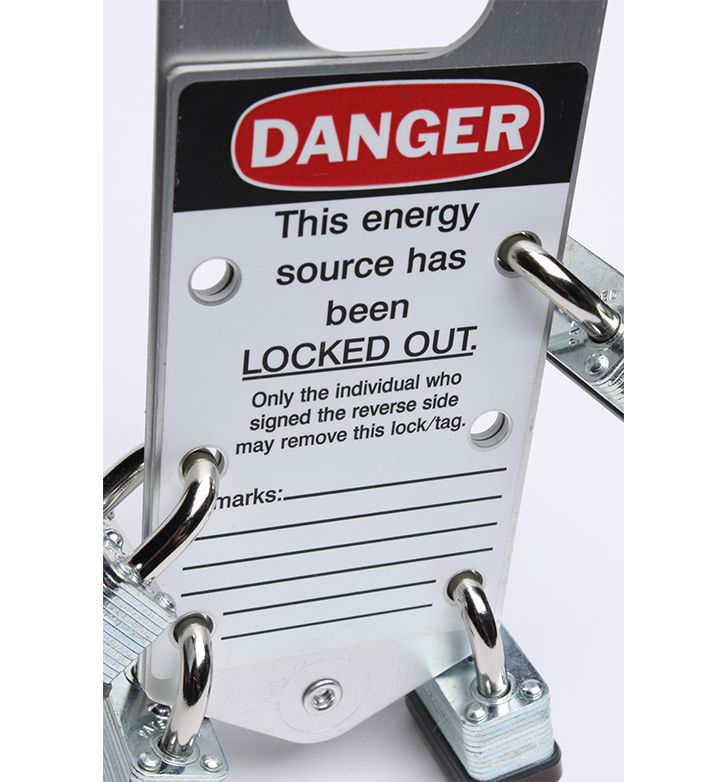 DANGER
This energy
source has
been
LOCKED OUT.
Only the individual who
signed the reverse side
may remove this lock/tag.
marks: